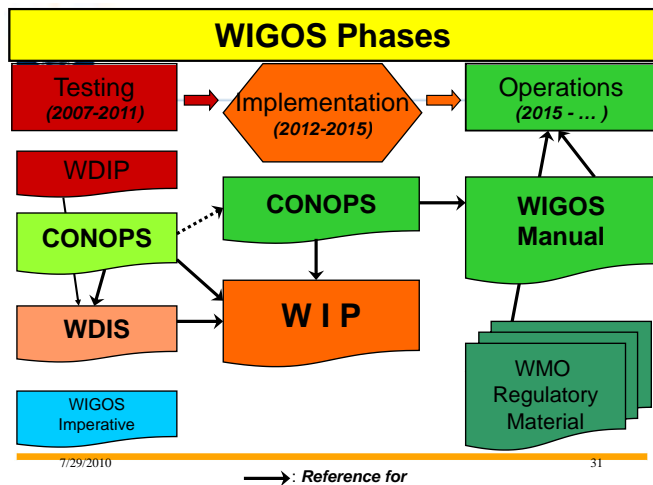 WIGOS Phases
Testing
(2007-2011)
Implementation
(2012-2015)
Operations
(2015 - ... )
WDIP
CONOPS
CONOPS
WIGOS
Manual
WDIS
W I P
WIGOS
Imperative
WMO
Regulatory
Material
7/29/2010
31
: Reference for